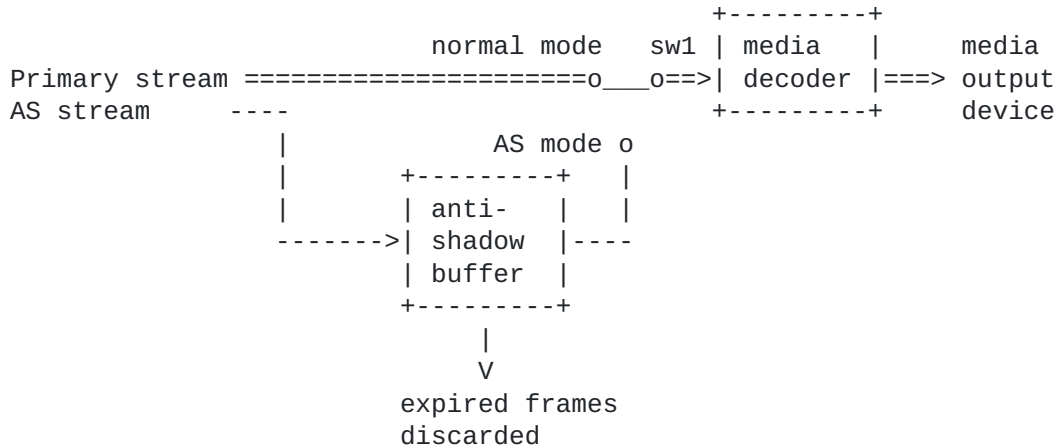 +---------+
normal mode   sw1 | media   |     media
Primary stream ======================o___o==>| decoder |===> output
AS stream     ----                           +---------+     device
|             AS mode o
|       +---------+   |
|       | anti-   |   |
------->| shadow  |----
| buffer  |
+---------+
|
V
expired frames
discarded